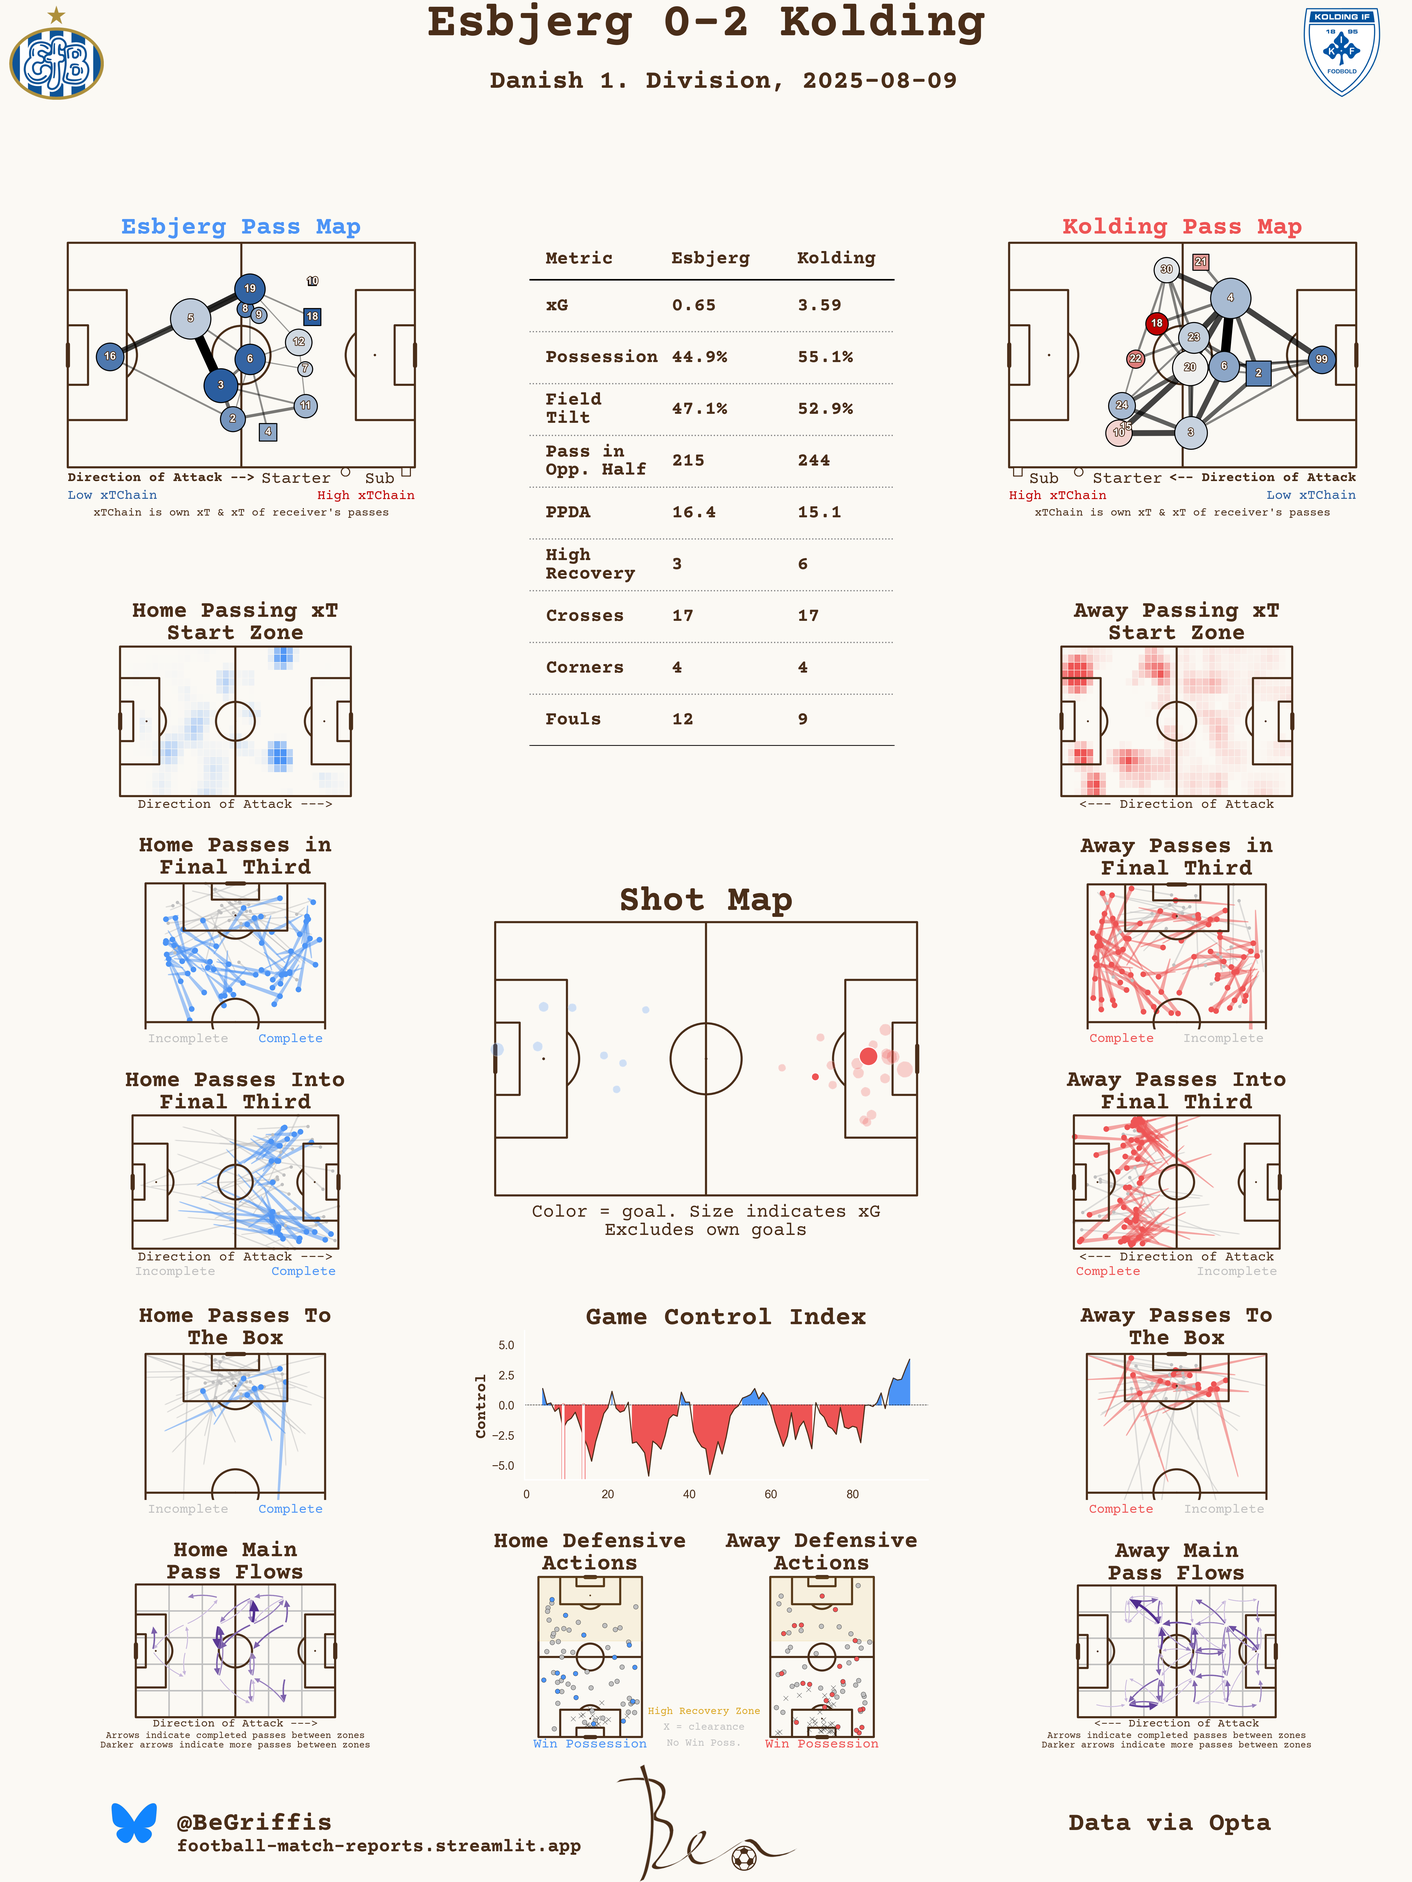 Esbjerg 0-2 Kolding
Danish 1. Division, 2025-08-09
EfB
KOLDING IF
18 95
K I F
FODBOLD
Esbjerg Pass Map
19
10
8
9
18
5
12
16
6
7
3
11
2
4
Direction of Attack --> Starter Sub
Low xTChain High xTChain
xTChain is own xT & xT of receiver's passes
Metric Esbjerg Kolding
xG 0.65 3.59
Possession 44.9% 55.1%
Field
Tilt 47.1% 52.9%
Pass in
Opp. Half 215 244
PPDA 16.4 15.1
High
Recovery 3 6
Crosses 17 17
Corners 4 4
Fouls 12 9
Kolding Pass Map
30
21
4
18
23
22
20
6
2
99
24
15
10
3
Sub Starter <-- Direction of Attack
High xTChain Low xTChain
xTChain is own xT & xT of receiver's passes
Home Passing xT
Start Zone
Direction of Attack --->
Away Passing xT
Start Zone
<--- Direction of Attack
Home Passes in
Final Third
Incomplete Complete
Away Passes in
Final Third
Complete Incomplete
Shot Map
Color = goal. Size indicates xG
Excludes own goals
Home Passes Into
Final Third
Direction of Attack --->
Incomplete Complete
Away Passes Into
Final Third
<--- Direction of Attack
Complete Incomplete
Home Passes To
The Box
Incomplete Complete
Game Control Index
Control
5.0
2.5
0.0
−2.5
−5.0
0 20 40 60 80
Away Passes To
The Box
Complete Incomplete
Home Main
Pass Flows
Direction of Attack --->
Arrows indicate completed passes between zones
Darker arrows indicate more passes between zones
Home Defensive
Actions
Win Possession
High Recovery Zone
X = clearance
No Win Poss.
Away Defensive
Actions
Win Possession
Away Main
Pass Flows
<--- Direction of Attack
Arrows indicate completed passes between zones
Darker arrows indicate more passes between zones
@BeGriffis
football-match-reports.streamlit.app
Ben
Data via Opta